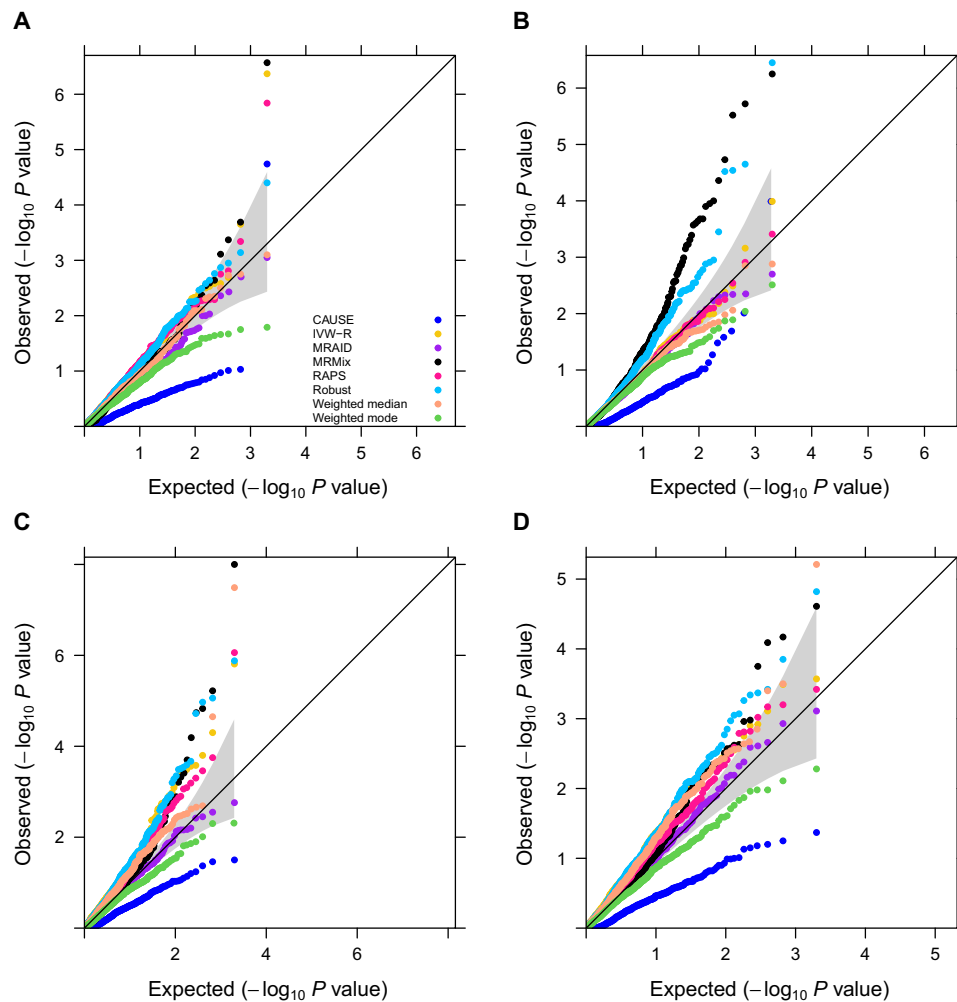 A
Observed (−log10 P value)
6
5
4
3
2
1
CAUSE
IVW−R
MRAID
MRMix
RAPS
Robust
Weighted median
Weighted mode
1 2 3 4 5 6
Expected (−log10 P value)
B
Observed (−log10 P value)
6
5
4
3
2
1
1 2 3 4 5 6
Expected (−log10 P value)
C
Observed (−log10 P value)
6
4
2
2 4 6
Expected (−log10 P value)
D
Observed (−log10 P value)
5
4
3
2
1
1 2 3 4 5
Expected (−log10 P value)